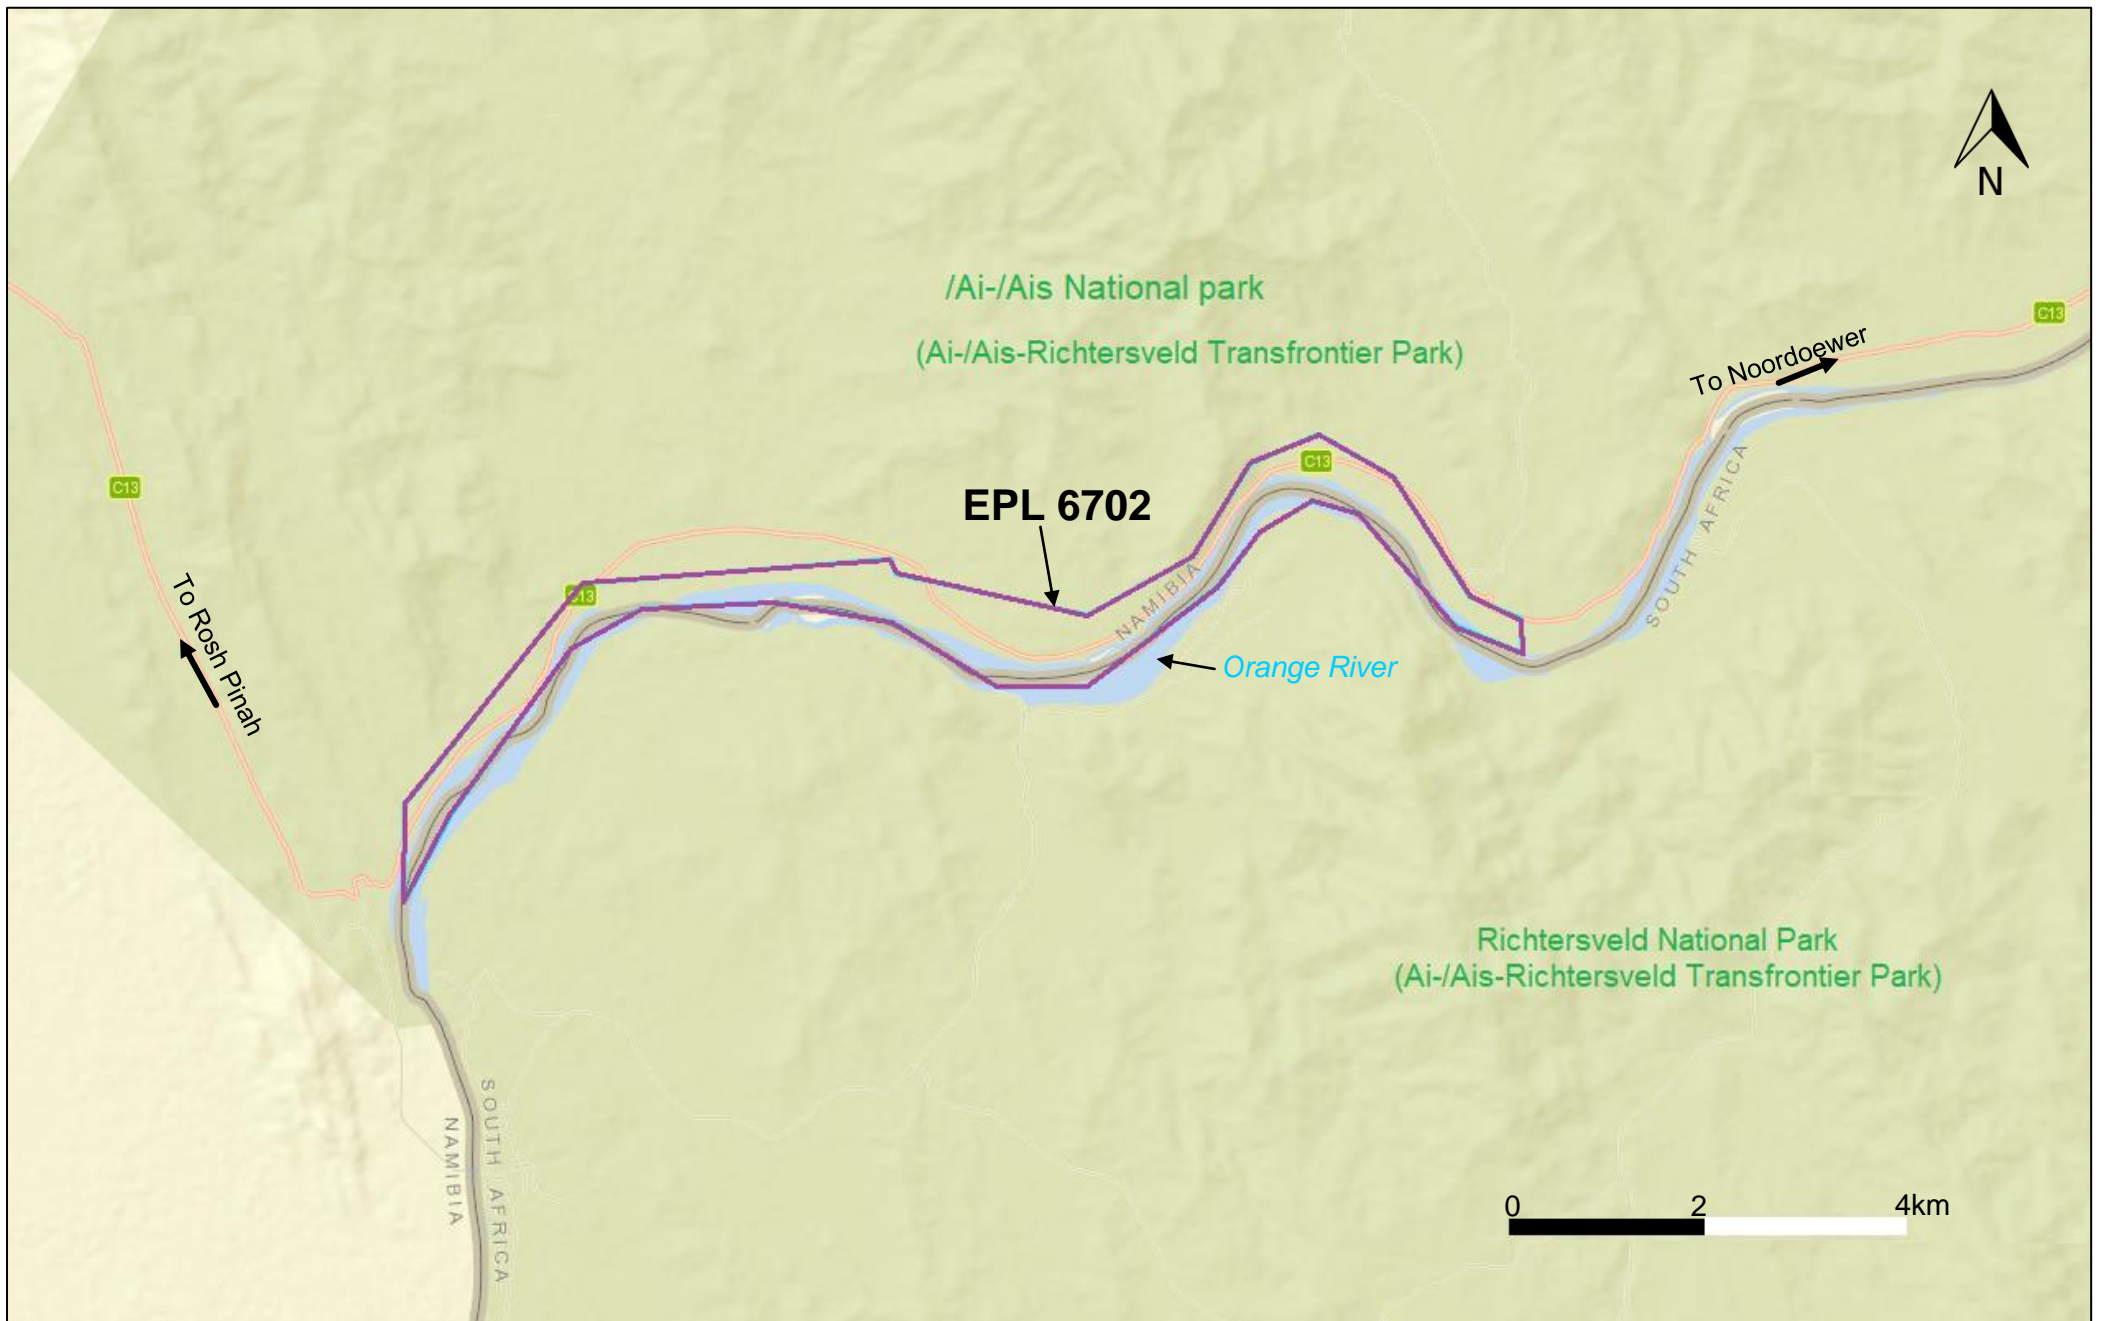 N
/Ai-/Ais National park
(Ai-/Ais-Richtersveld Transfrontier Park)
C13
To Noordoewer
C13
C13
EPL 6702
SOUTH AFRICA
C13
NAMIBIA
To Rosh Pinah
Orange River
Richtersveld National Park
(Ai-/Ais-Richtersveld Transfrontier Park)
SOUTH AFRICA
NAMIBIA
0 2 4km